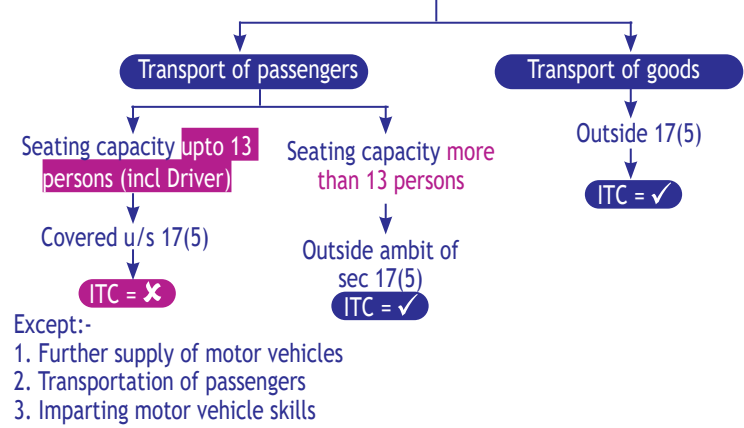 Transport of passengers
Transport of goods
Seating capacity upto 13
persons (incl Driver)
Covered u/s 17(5)
ITC = ✘
Seating capacity more
than 13 persons
Outside ambit of
sec 17(5)
ITC = ✓
Outside 17(5)
ITC = ✓
Except:-
1. Further supply of motor vehicles
2. Transportation of passengers
3. Imparting motor vehicle skills